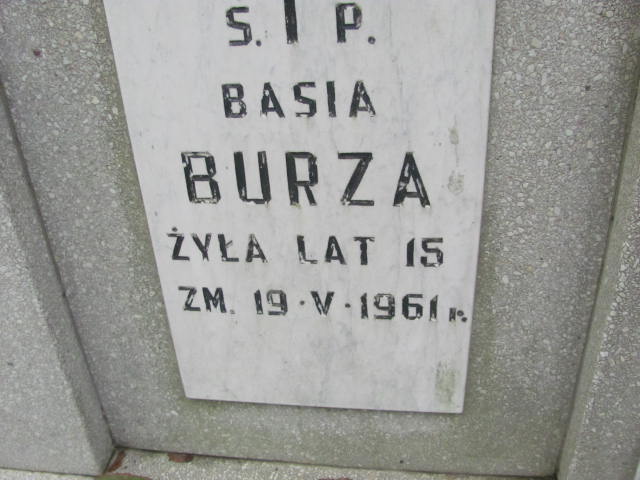 S. P.
BASIA
BURZA
ŻYŁA LAT 15
ZM. 19·V·1961 r.